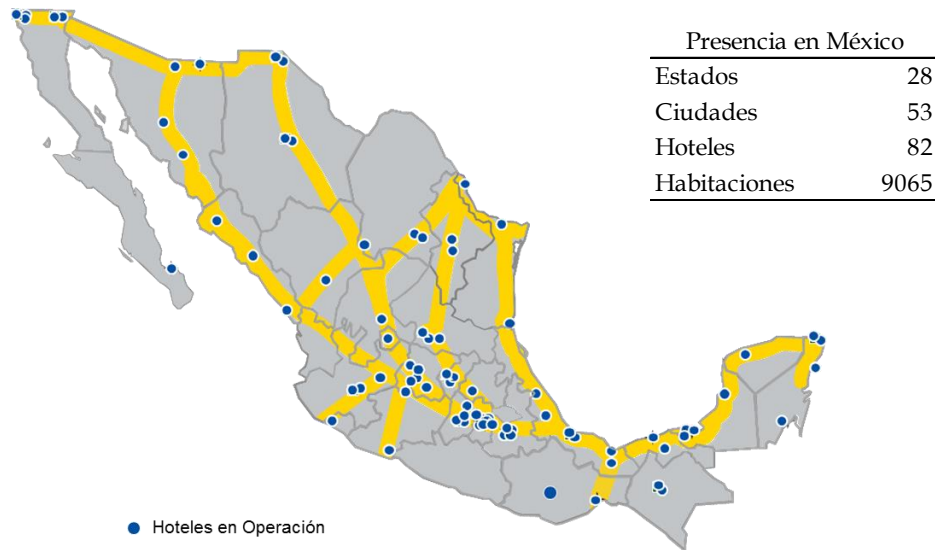 Presencia en México
Estados 28
Ciudades 53
Hoteles 82
Habitaciones 9065
Hoteles en Operación